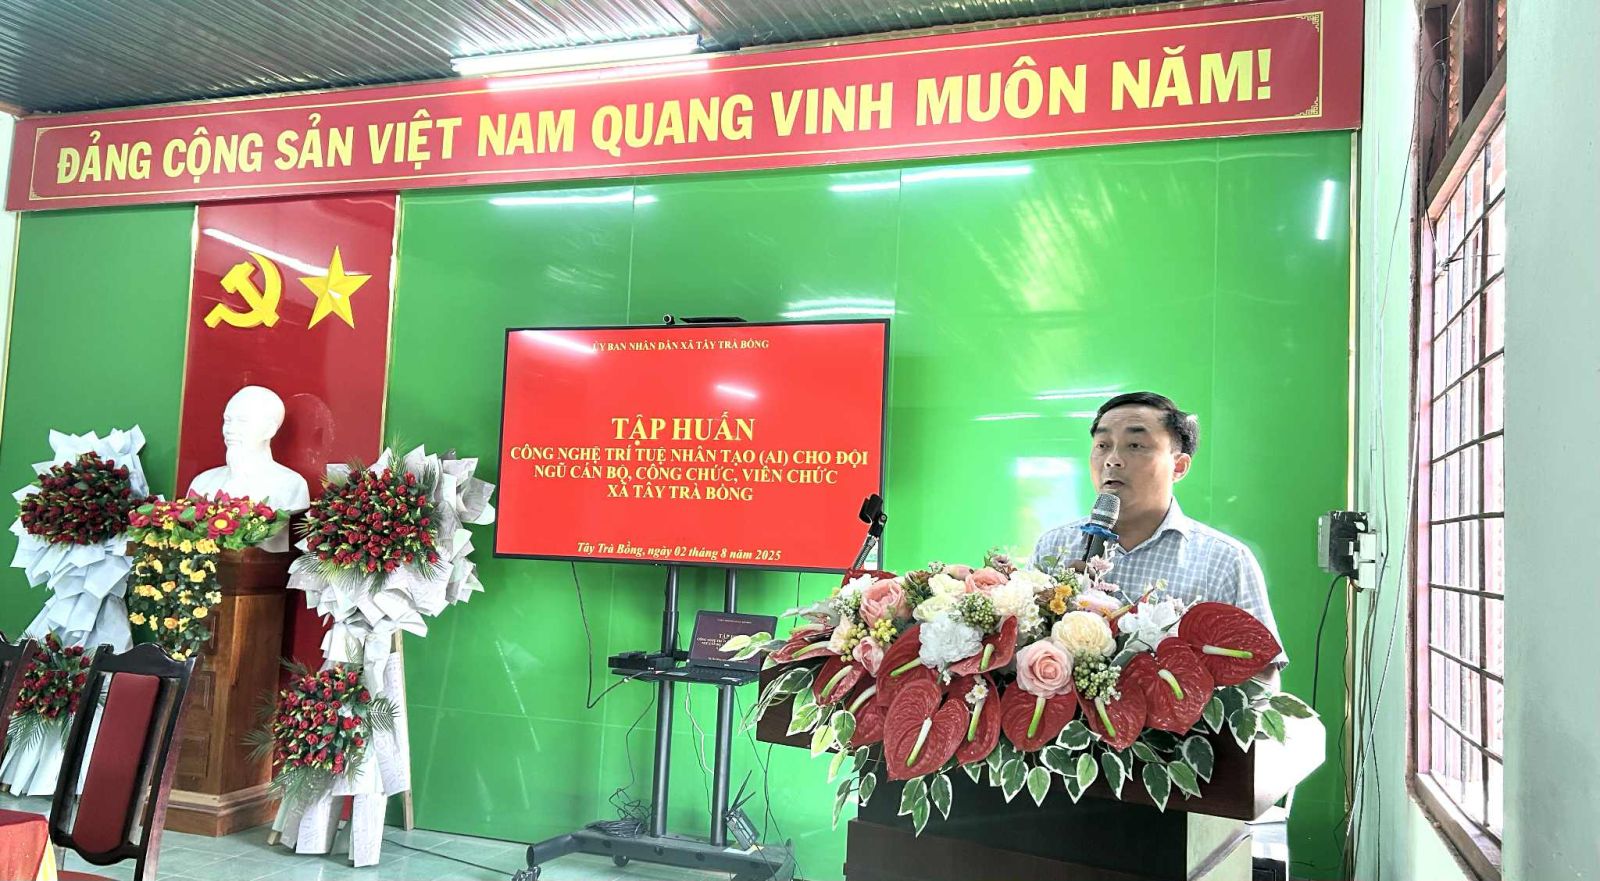 ĐẢNG CỘNG SẢN VIỆT NAM QUANG VINH MUÔN NĂM!
ỦY BAN NHÂN DÂN XÃ TÂY TRÀ BỒNG
TẬP HUẤN
CÔNG NGHỆ TRÍ TUỆ NHÂN TẠO (AI) CHO ĐỘI
NGŨ CÁN BỘ, CÔNG CHỨC, VIÊN CHỨC
XÃ TÂY TRÀ BỒNG
Tây Trà Bồng, ngày 02 tháng 8 năm 2025
TẬP